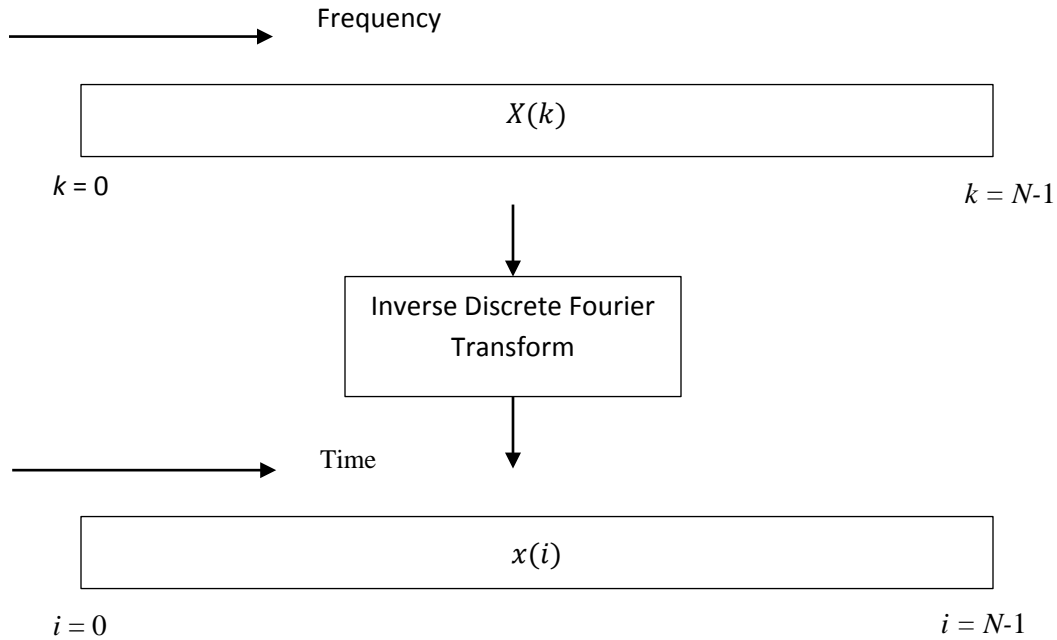 Frequency
X(k)
k = 0
k = N-1
Inverse Discrete Fourier
Transform
Time
x(i)
i = 0
i = N-1